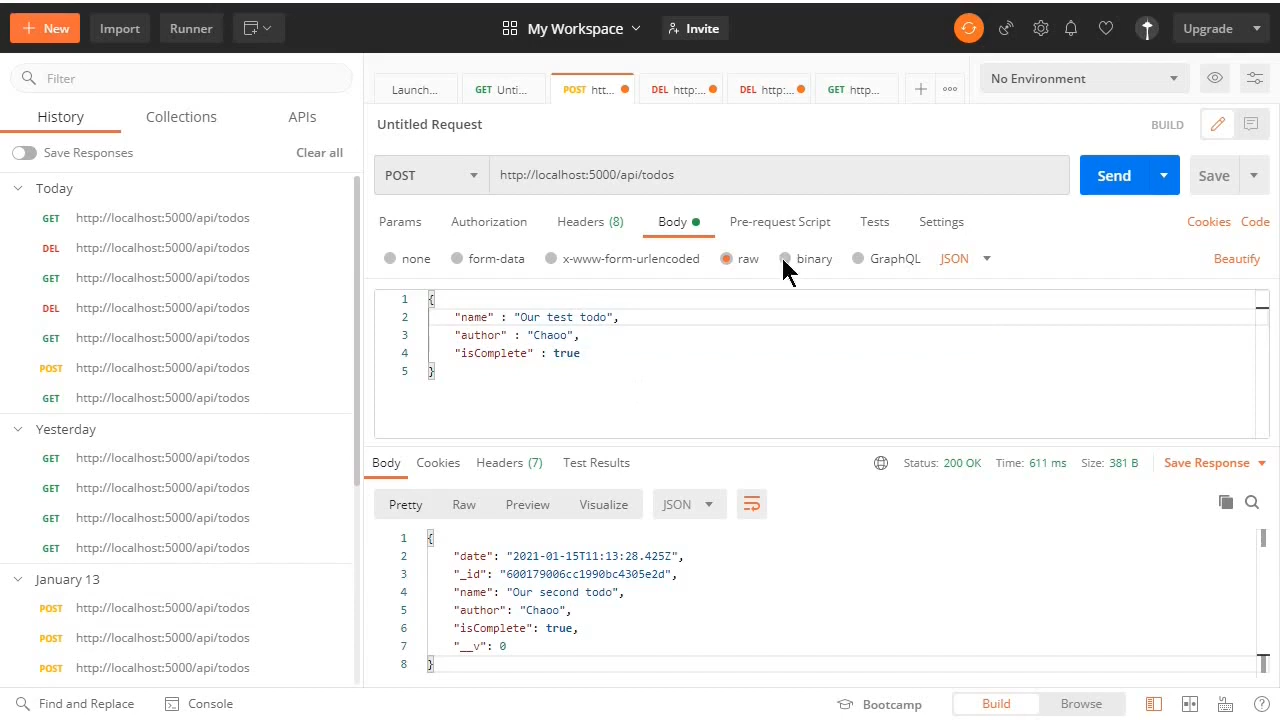 New Import Runner My Workspace Invite Upgrade
Filter
History Collections APIs
Save Responses Clear all
Today
GET http://localhost:5000/api/todos
DEL http://localhost:5000/api/todos
GET http://localhost:5000/api/todos
DEL http://localhost:5000/api/todos
GET http://localhost:5000/api/todos
POST http://localhost:5000/api/todos
GET http://localhost:5000/api/todos
Yesterday
GET http://localhost:5000/api/todos
GET http://localhost:5000/api/todos
GET http://localhost:5000/api/todos
GET http://localhost:5000/api/todos
January 13
POST http://localhost:5000/api/todos
POST http://localhost:5000/api/todos
POST http://localhost:5000/api/todos
Launch... GET Unti... POST htt... DEL http:... DEL http:... GET http... No Environment
Untitled Request BUILD
POST http://localhost:5000/api/todos Send Save
Params Authorization Headers (8) Body Pre-request Script Tests Settings Cookies Code
none form-data x-www-form-urlencoded raw binary GraphQL JSON Beautify
1 {
2 "name" : "Our test todo",
3 "author" : "Chaoo",
4 "isComplete" : true
5 }
Body Cookies Headers (7) Test Results Status: 200 OK Time: 611 ms Size: 381 B Save Response
Pretty Raw Preview Visualize JSON
1 {
2 "date": "2021-01-15T11:13:28.425Z",
3 "_id": "600179006cc1990bc4305e2d",
4 "name": "Our second todo",
5 "author": "Chaoo",
6 "isComplete": true,
7 "__v": 0
8 }
Find and Replace Console Bootcamp Build Browse